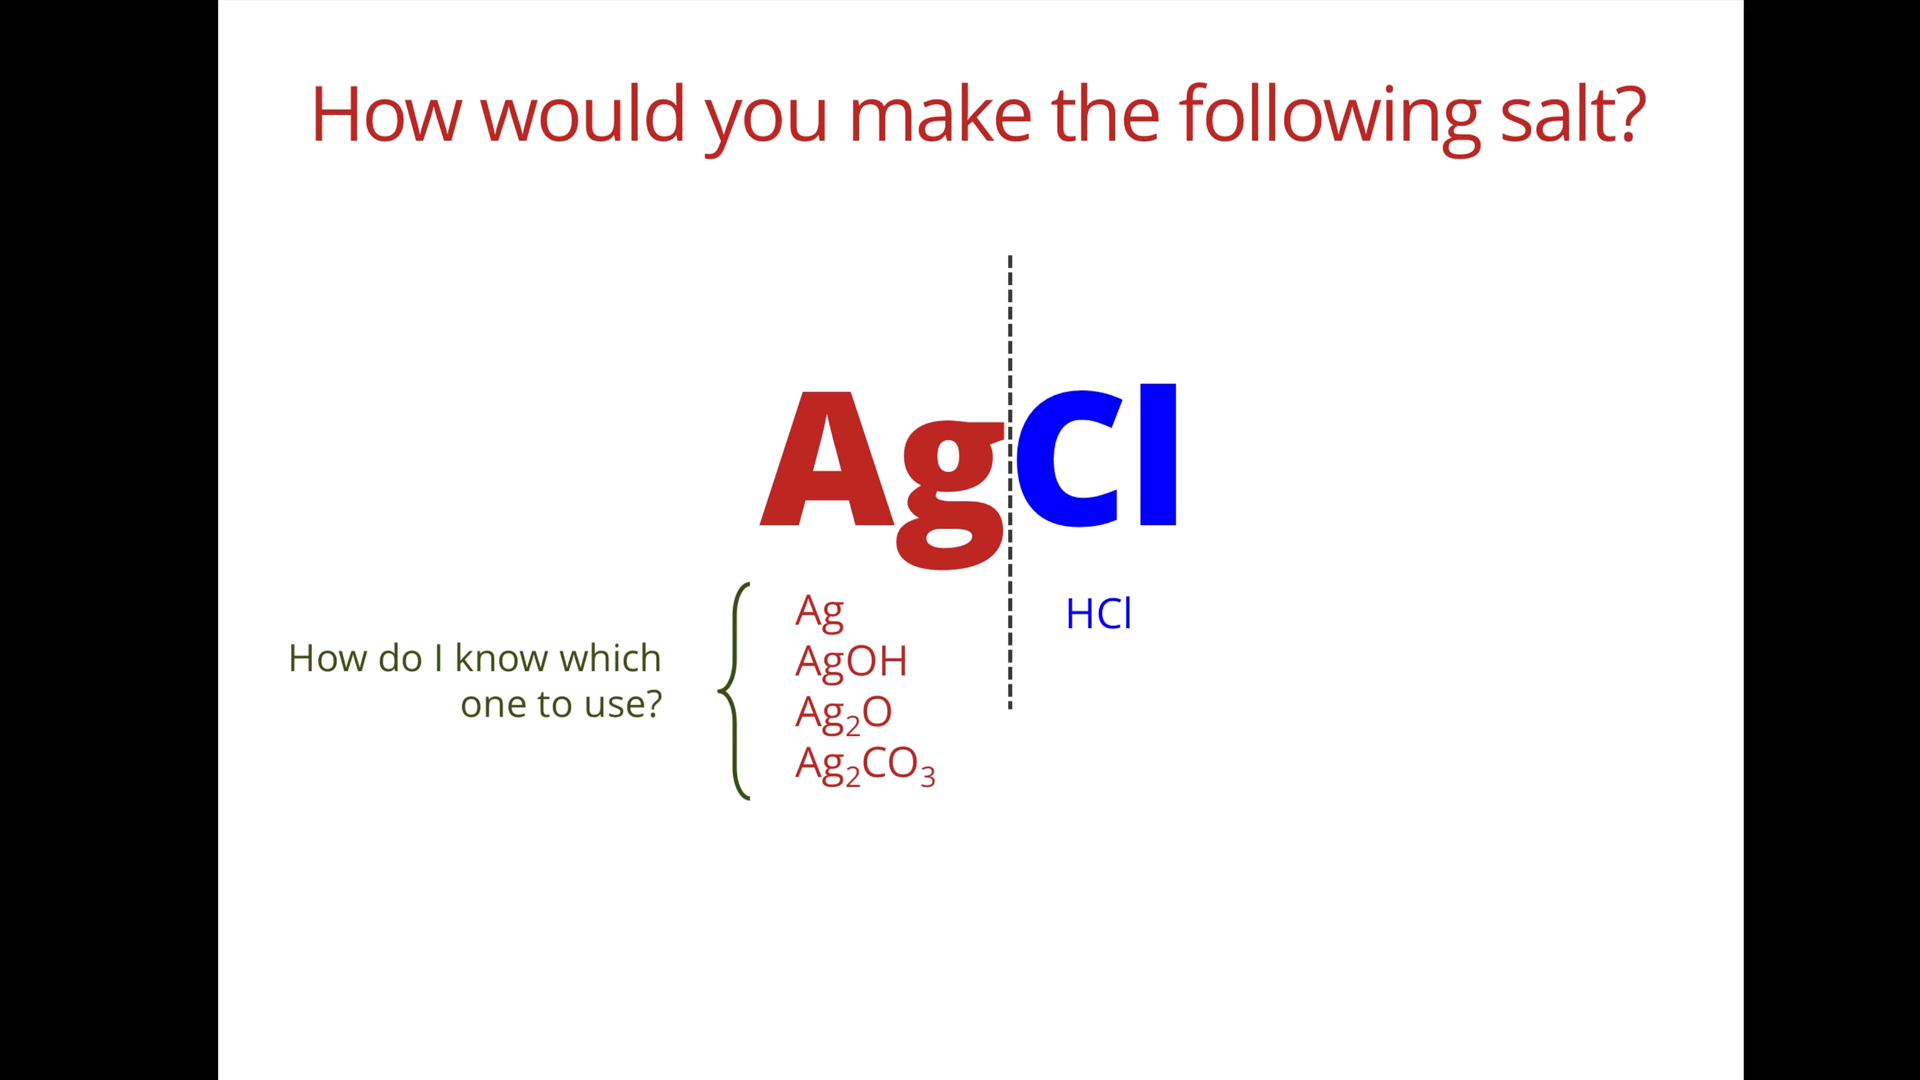 How would you make the following salt?
AgCl
Ag
HCl
AgOH
How do I know which
one to use?
Ag₂O
Ag₂CO₃